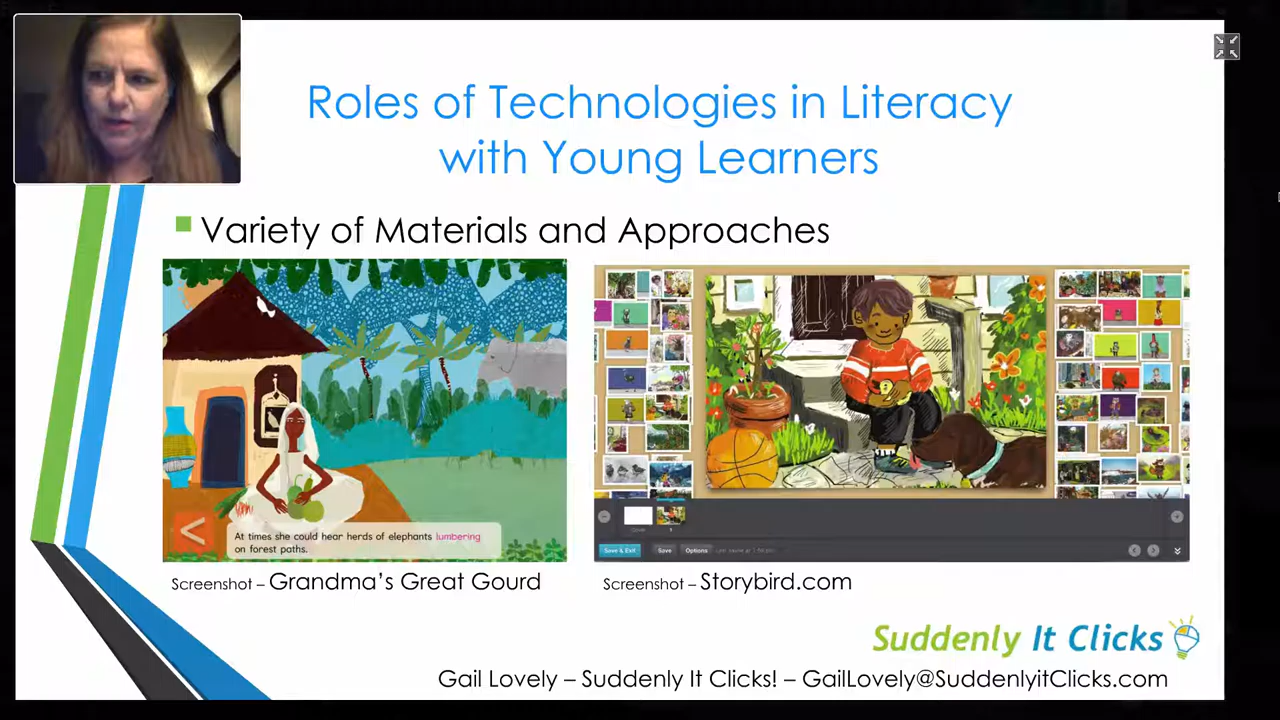 Roles of Technologies in Literacy
with Young Learners
Variety of Materials and Approaches
At times she could hear herds of elephants lumbering
on forest paths.
Save & Exit
Save
Options
Screenshot – Grandma's Great Gourd
Screenshot – Storybird.com
Suddenly It Clicks
Gail Lovely – Suddenly It Clicks! – GailLovely@SuddenlyitClicks.com